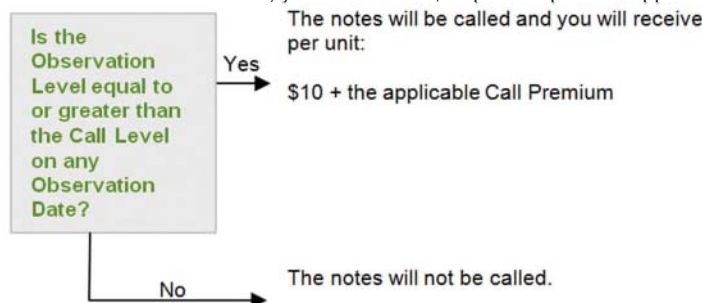 The notes will be called and you will receive
per unit:
Is the
Observation
Level equal to
or greater than
the Call Level
on any
Observation
Date?
Yes
$10 + the applicable Call Premium
No
The notes will not be called.